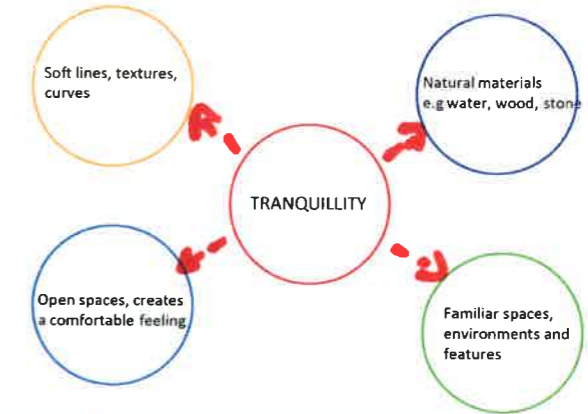 Soft lines, textures,
curves
Natural materials
e.g water, wood, stone
TRANQUILLITY
Open spaces, creates
a comfortable feeling
Familiar spaces,
environments and
features